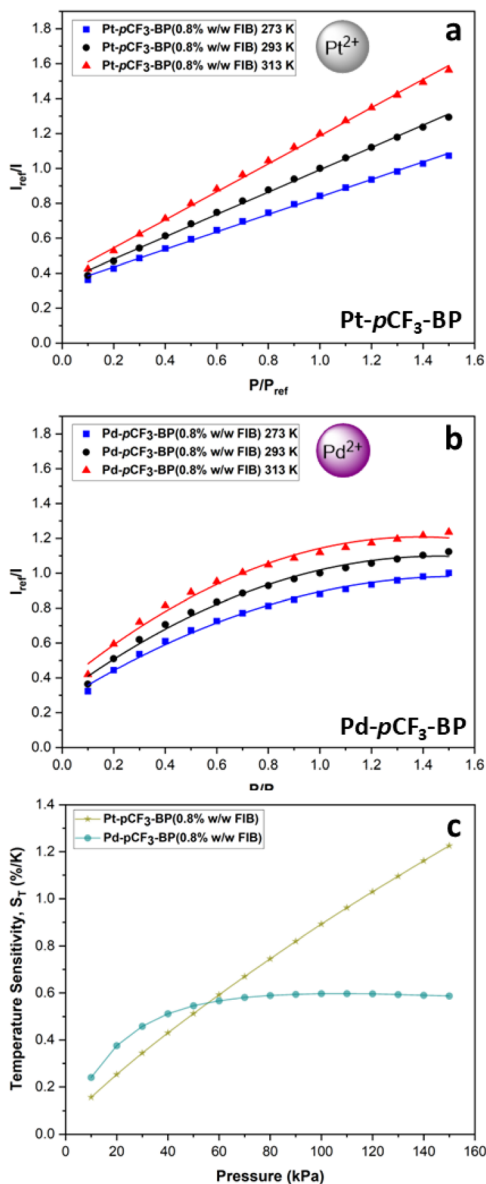 Pt-pCF₃-BP(0.8% w/w FIB) 273 K
Pt-pCF₃-BP(0.8% w/w FIB) 293 K
Pt-pCF₃-BP(0.8% w/w FIB) 313 K
Pt²⁺
a
1.8
1.6
1.4
1.2
1.0
0.8
0.6
0.4
0.2
0.0
I_ref/I
Pt-pCF₃-BP
0.0 0.2 0.4 0.6 0.8 1.0 1.2 1.4 1.6
P/P_ref
Pd-pCF₃-BP(0.8% w/w FIB) 273 K
Pd-pCF₃-BP(0.8% w/w FIB) 293 K
Pd-pCF₃-BP(0.8% w/w FIB) 313 K
Pd²⁺
b
1.8
1.6
1.4
1.2
1.0
0.8
0.6
0.4
0.2
0.0
I_ref/I
Pd-pCF₃-BP
0.0 0.2 0.4 0.6 0.8 1.0 1.2 1.4 1.6
Pt-pCF₃-BP(0.8% w/w FIB)
Pd-pCF₃-BP(0.8% w/w FIB)
c
1.4
1.2
1.0
0.8
0.6
0.4
0.2
0.0
Temperature Sensitivity, S_T (%/K)
0 20 40 60 80 100 120 140 160
Pressure (kPa)